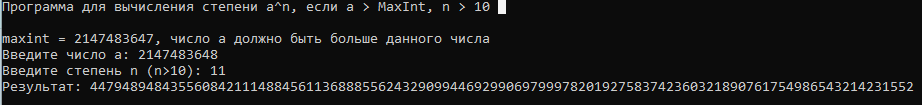 Программа для вычисления степени a^n, если a > MaxInt, n > 10
maxint = 2147483647, число а должно быть больше данного числа
Введите число a: 2147483648
Введите степень n (n>10): 11
Результат: 4479489484355608421114884561136888556243290994469299069799978201927583742360321890761754986543214231552